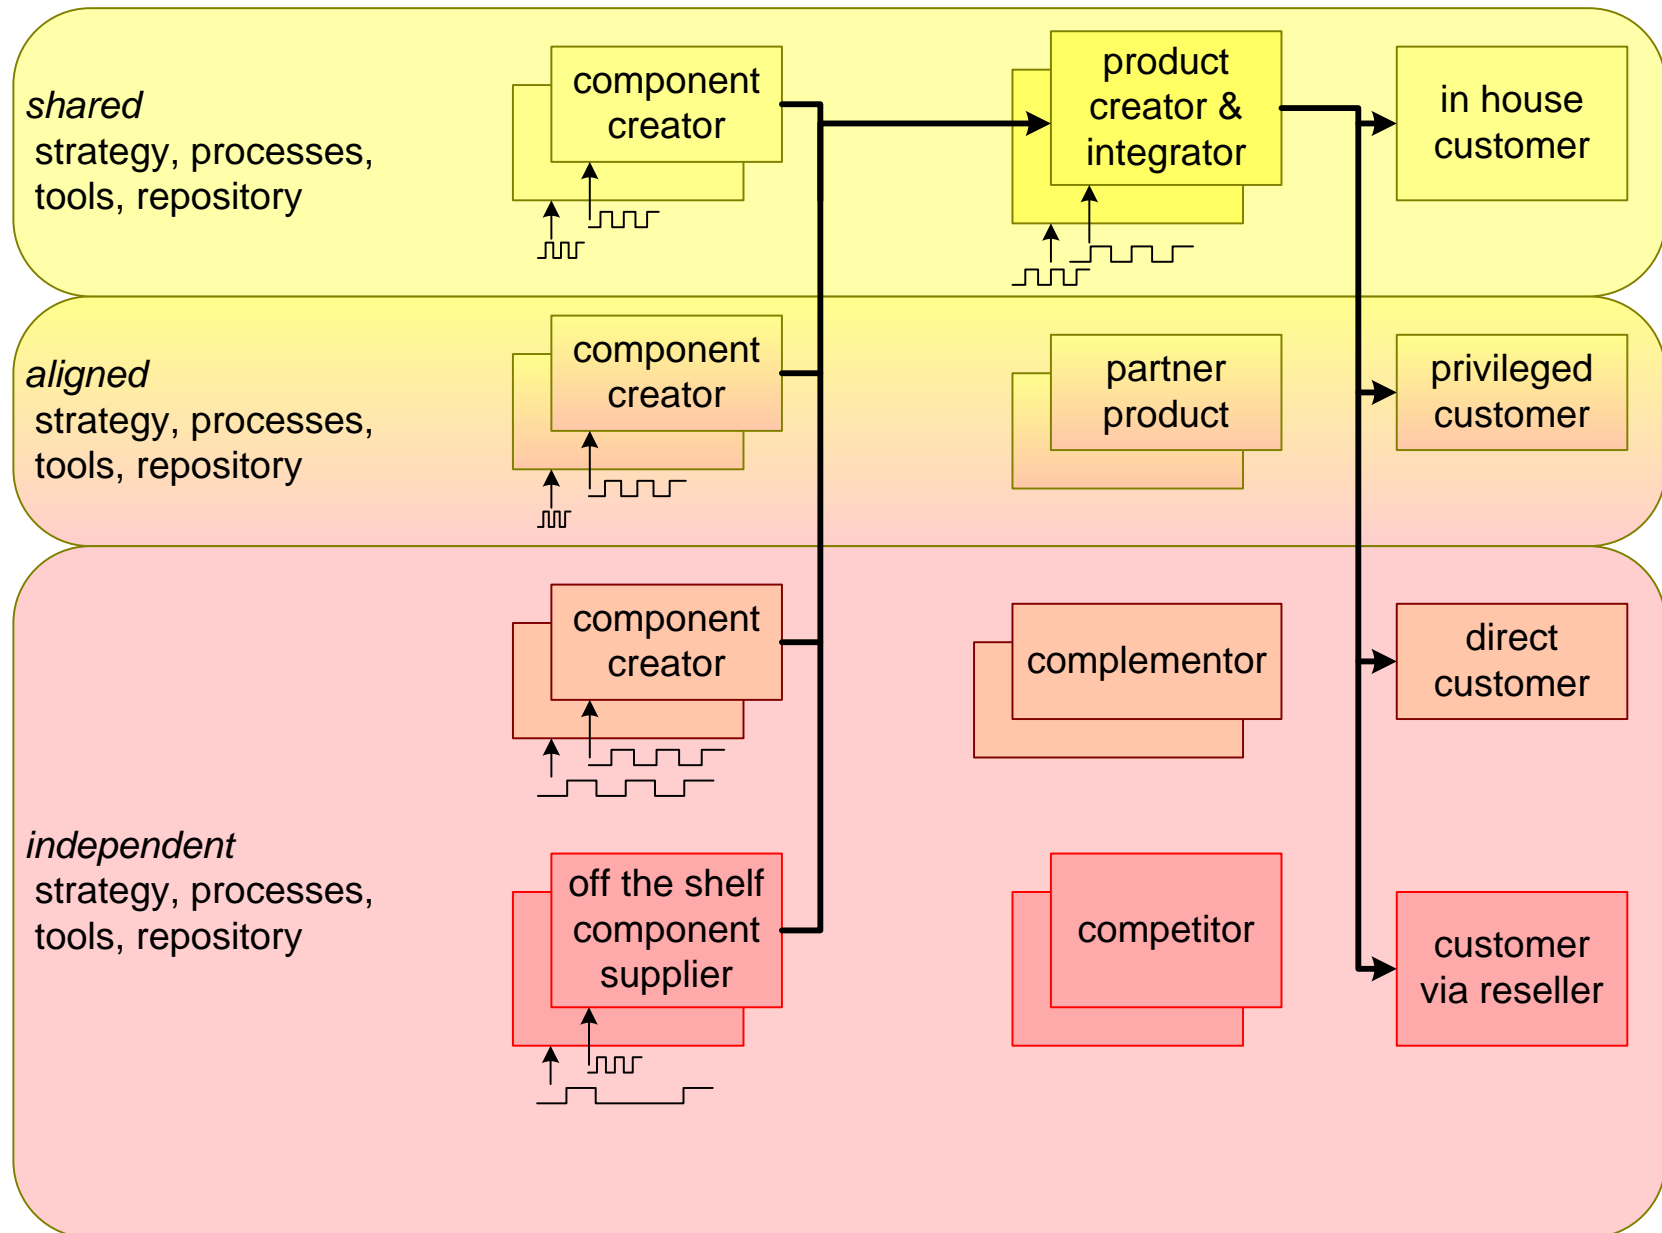 shared
strategy, processes,
tools, repository
component
creator
product
creator &
integrator
in house
customer
aligned
strategy, processes,
tools, repository
component
creator
partner
product
privileged
customer
independent
strategy, processes,
tools, repository
component
creator
complementor
direct
customer
off the shelf
component
supplier
competitor
customer
via reseller